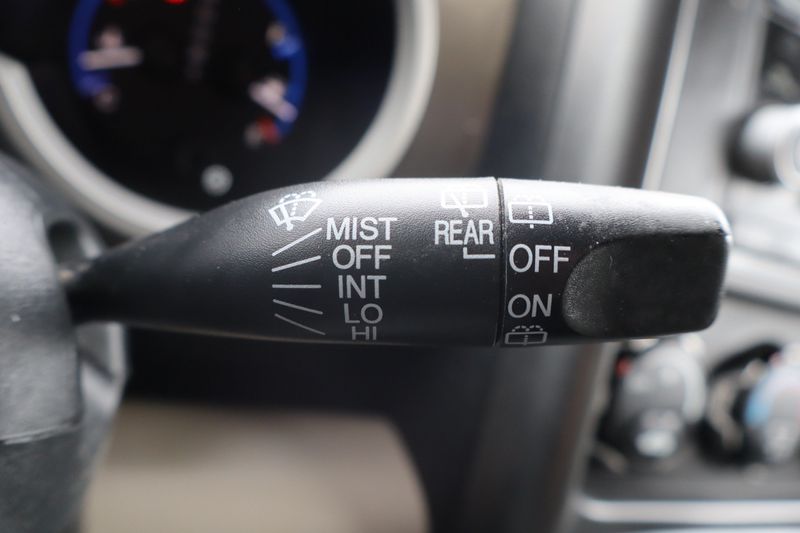 MIST
OFF
INT
LO
HI
REAR
OFF
ON